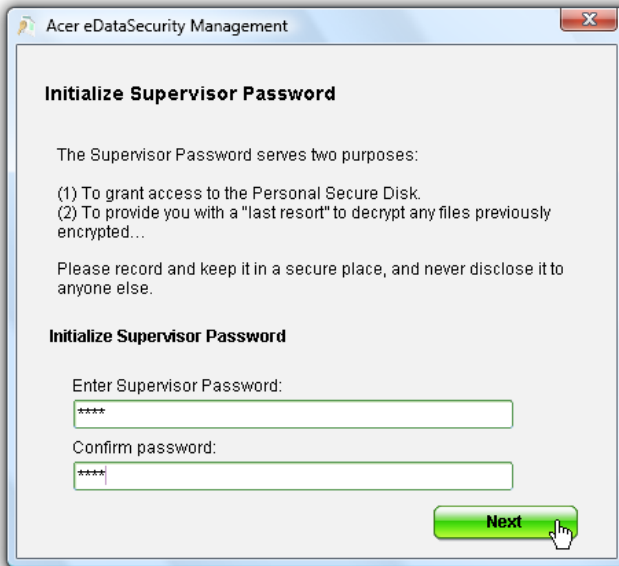 Acer eDataSecurity Management
Initialize Supervisor Password
The Supervisor Password serves two purposes:
(1) To grant access to the Personal Secure Disk.
(2) To provide you with a "last resort" to decrypt any files previously
encrypted...
Please record and keep it in a secure place, and never disclose it to
anyone else.
Initialize Supervisor Password
Enter Supervisor Password:
****
Confirm password:
****
Next